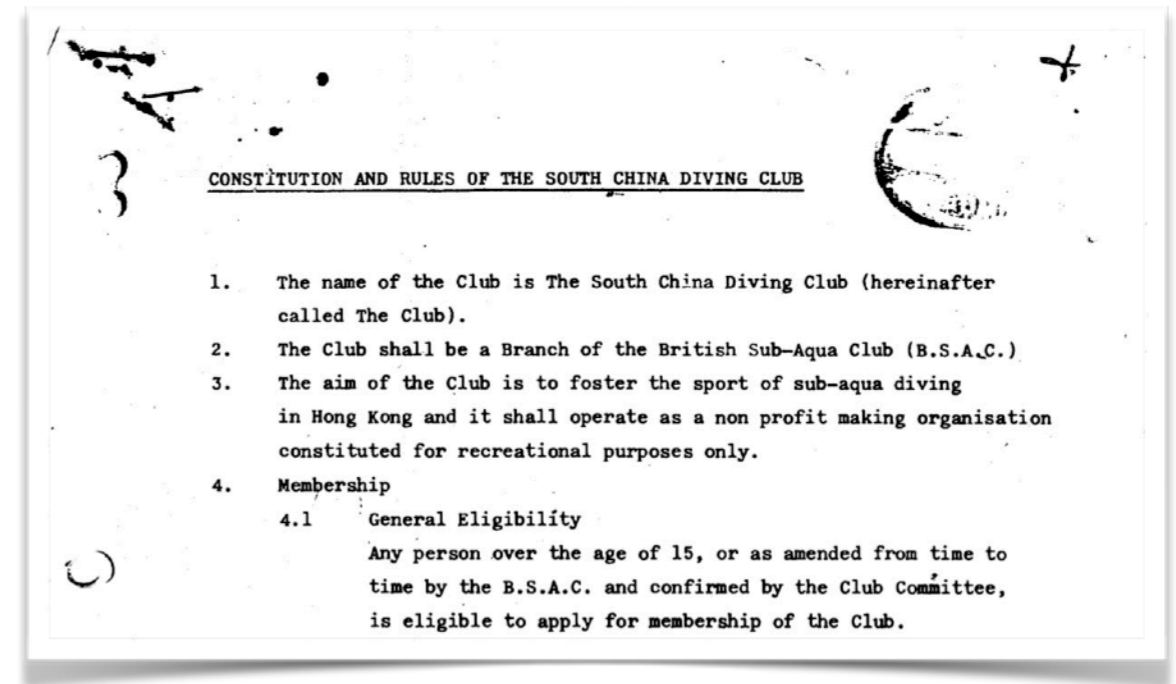 CONSTITUTION AND RULES OF THE SOUTH CHINA DIVING CLUB
1. The name of the Club is The South China Diving Club (hereinafter
called The Club).
2. The Club shall be a Branch of the British Sub-Aqua Club (B.S.A.C.)
3. The aim of the Club is to foster the sport of sub-aqua diving
in Hong Kong and it shall operate as a non profit making organisation
constituted for recreational purposes only.
4. Membership
4.1 General Eligibility
Any person over the age of 15, or as amended from time to
time by the B.S.A.C. and confirmed by the Club Committee,
is eligible to apply for membership of the Club.